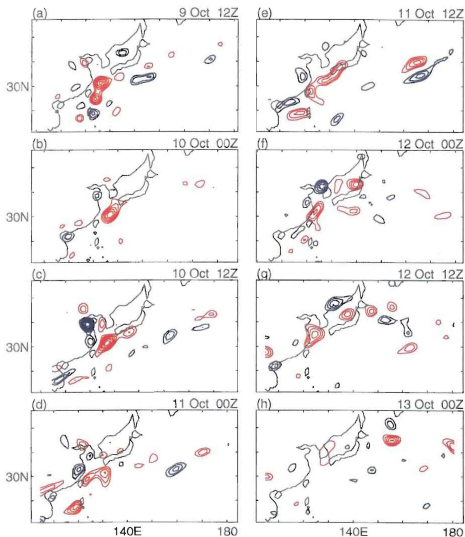 (a) 9 Oct 12Z
30N
(b) 10 Oct 00Z
30N
(c) 10 Oct 12Z
30N
(d) 11 Oct 00Z
30N
140E 180
(e) 11 Oct 12Z
(f) 12 Oct 00Z
(g) 12 Oct 12Z
(h) 13 Oct 00Z
140E 180